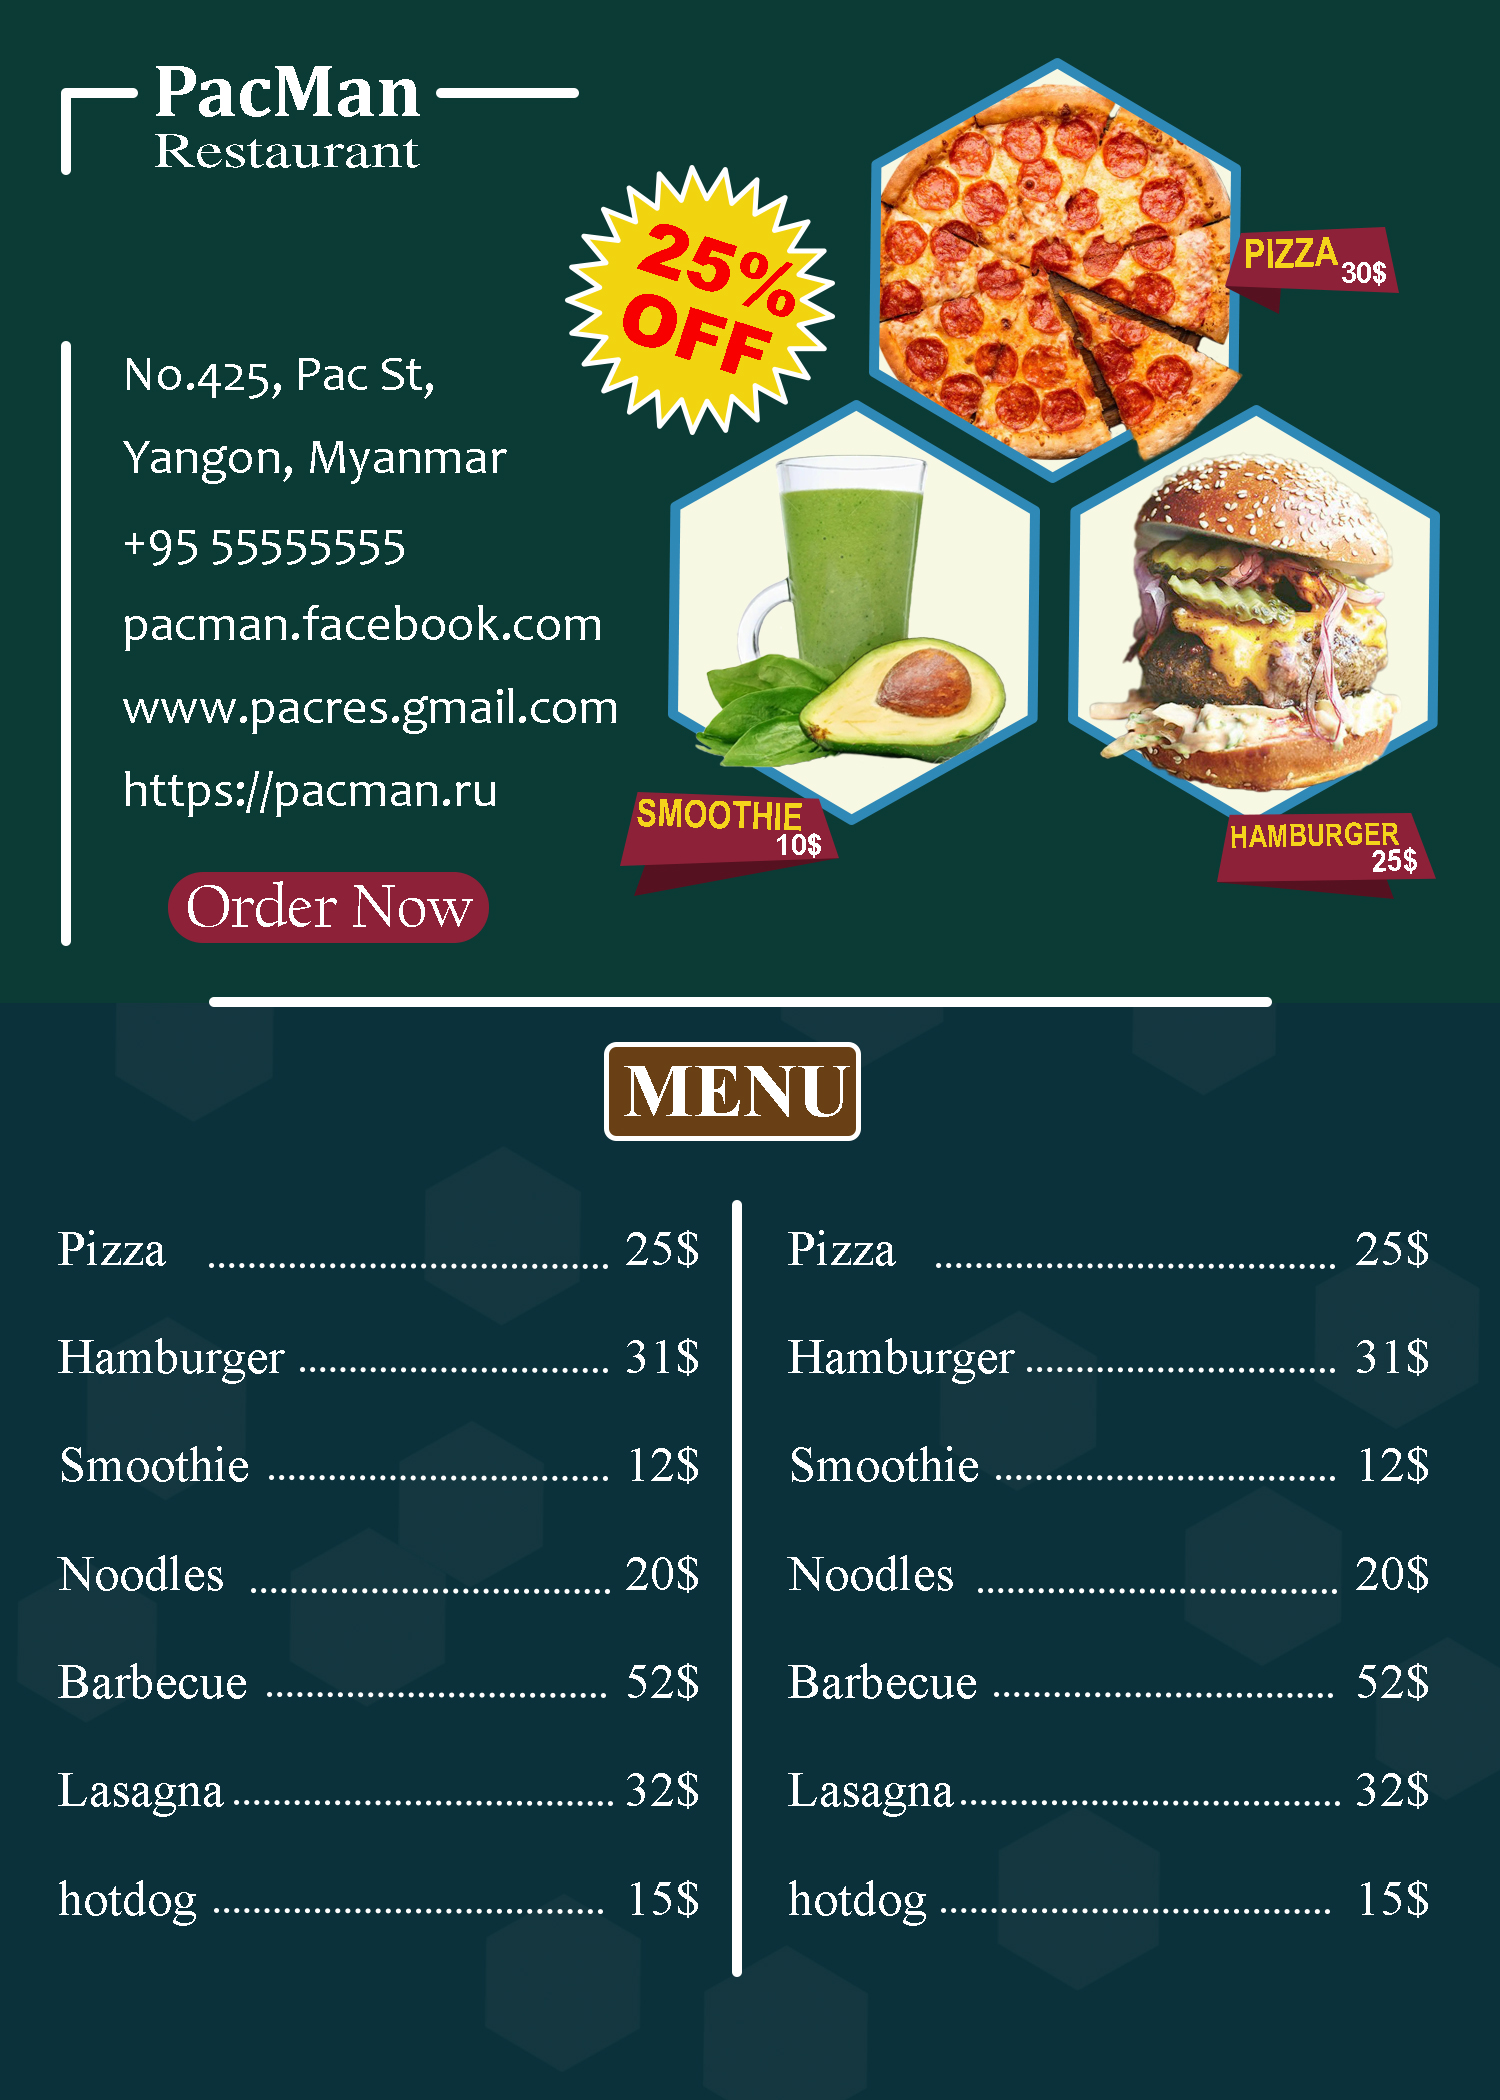 PacMan
Restaurant
25%
OFF
PIZZA
30$
No.425, Pac St,
Yangon, Myanmar
+95 55555555
pacman.facebook.com
www.pacres.gmail.com
https://pacman.ru
Order Now
SMOOTHIE
10$
HAMBURGER
25$
MENU
Pizza ........................................ 25$
Hamburger ............................... 31$
Smoothie .................................. 12$
Noodles .................................... 20$
Barbecue .................................. 52$
Lasagna ...................................... 32$
hotdog ....................................... 15$
Pizza ........................................ 25$
Hamburger ............................... 31$
Smoothie .................................. 12$
Noodles .................................... 20$
Barbecue .................................. 52$
Lasagna ...................................... 32$
hotdog ....................................... 15$